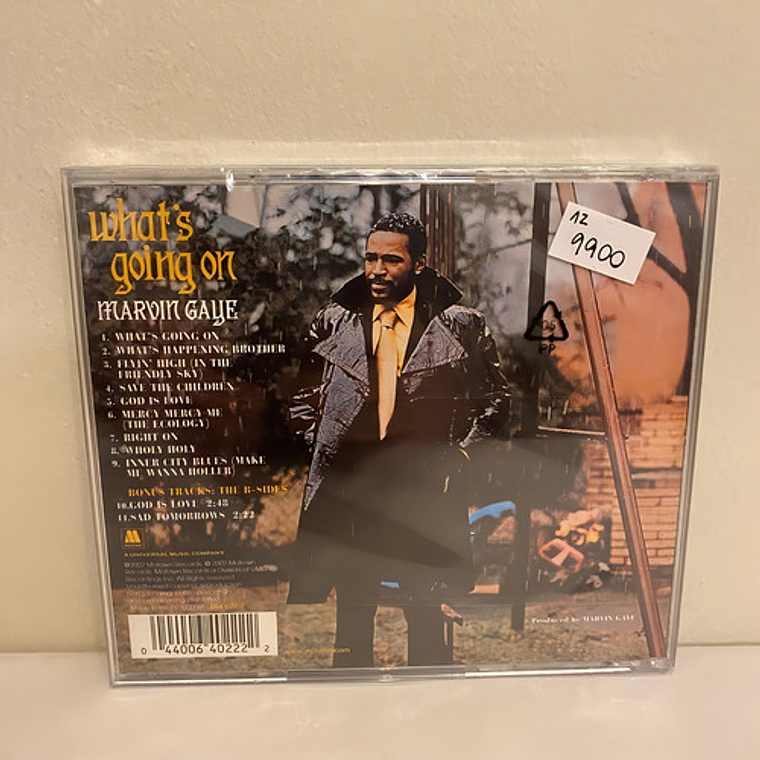 what's
going on
MARVIN GAYE
1. WHAT'S GOING ON
2. WHAT'S HAPPENING BROTHER
3. FLYIN' HIGH (IN THE
FRIENDLY SKY)
4. SAVE THE CHILDREN
5. GOD IS LOVE
6. MERCY MERCY ME
(THE ECOLOGY)
7. RIGHT ON
8. WHOLY HOLY
9. INNER CITY BLUES (MAKE
ME WANNA HOLLER)
BONUS TRACKS: THE B-SIDES
10. GOD IS LOVE 2:48
11. SAD TOMORROWS 2:22
M
A UNIVERSAL MUSIC COMPANY
0 44006 40222 2
12
9900
PP
Produced by MARVIN GAYE